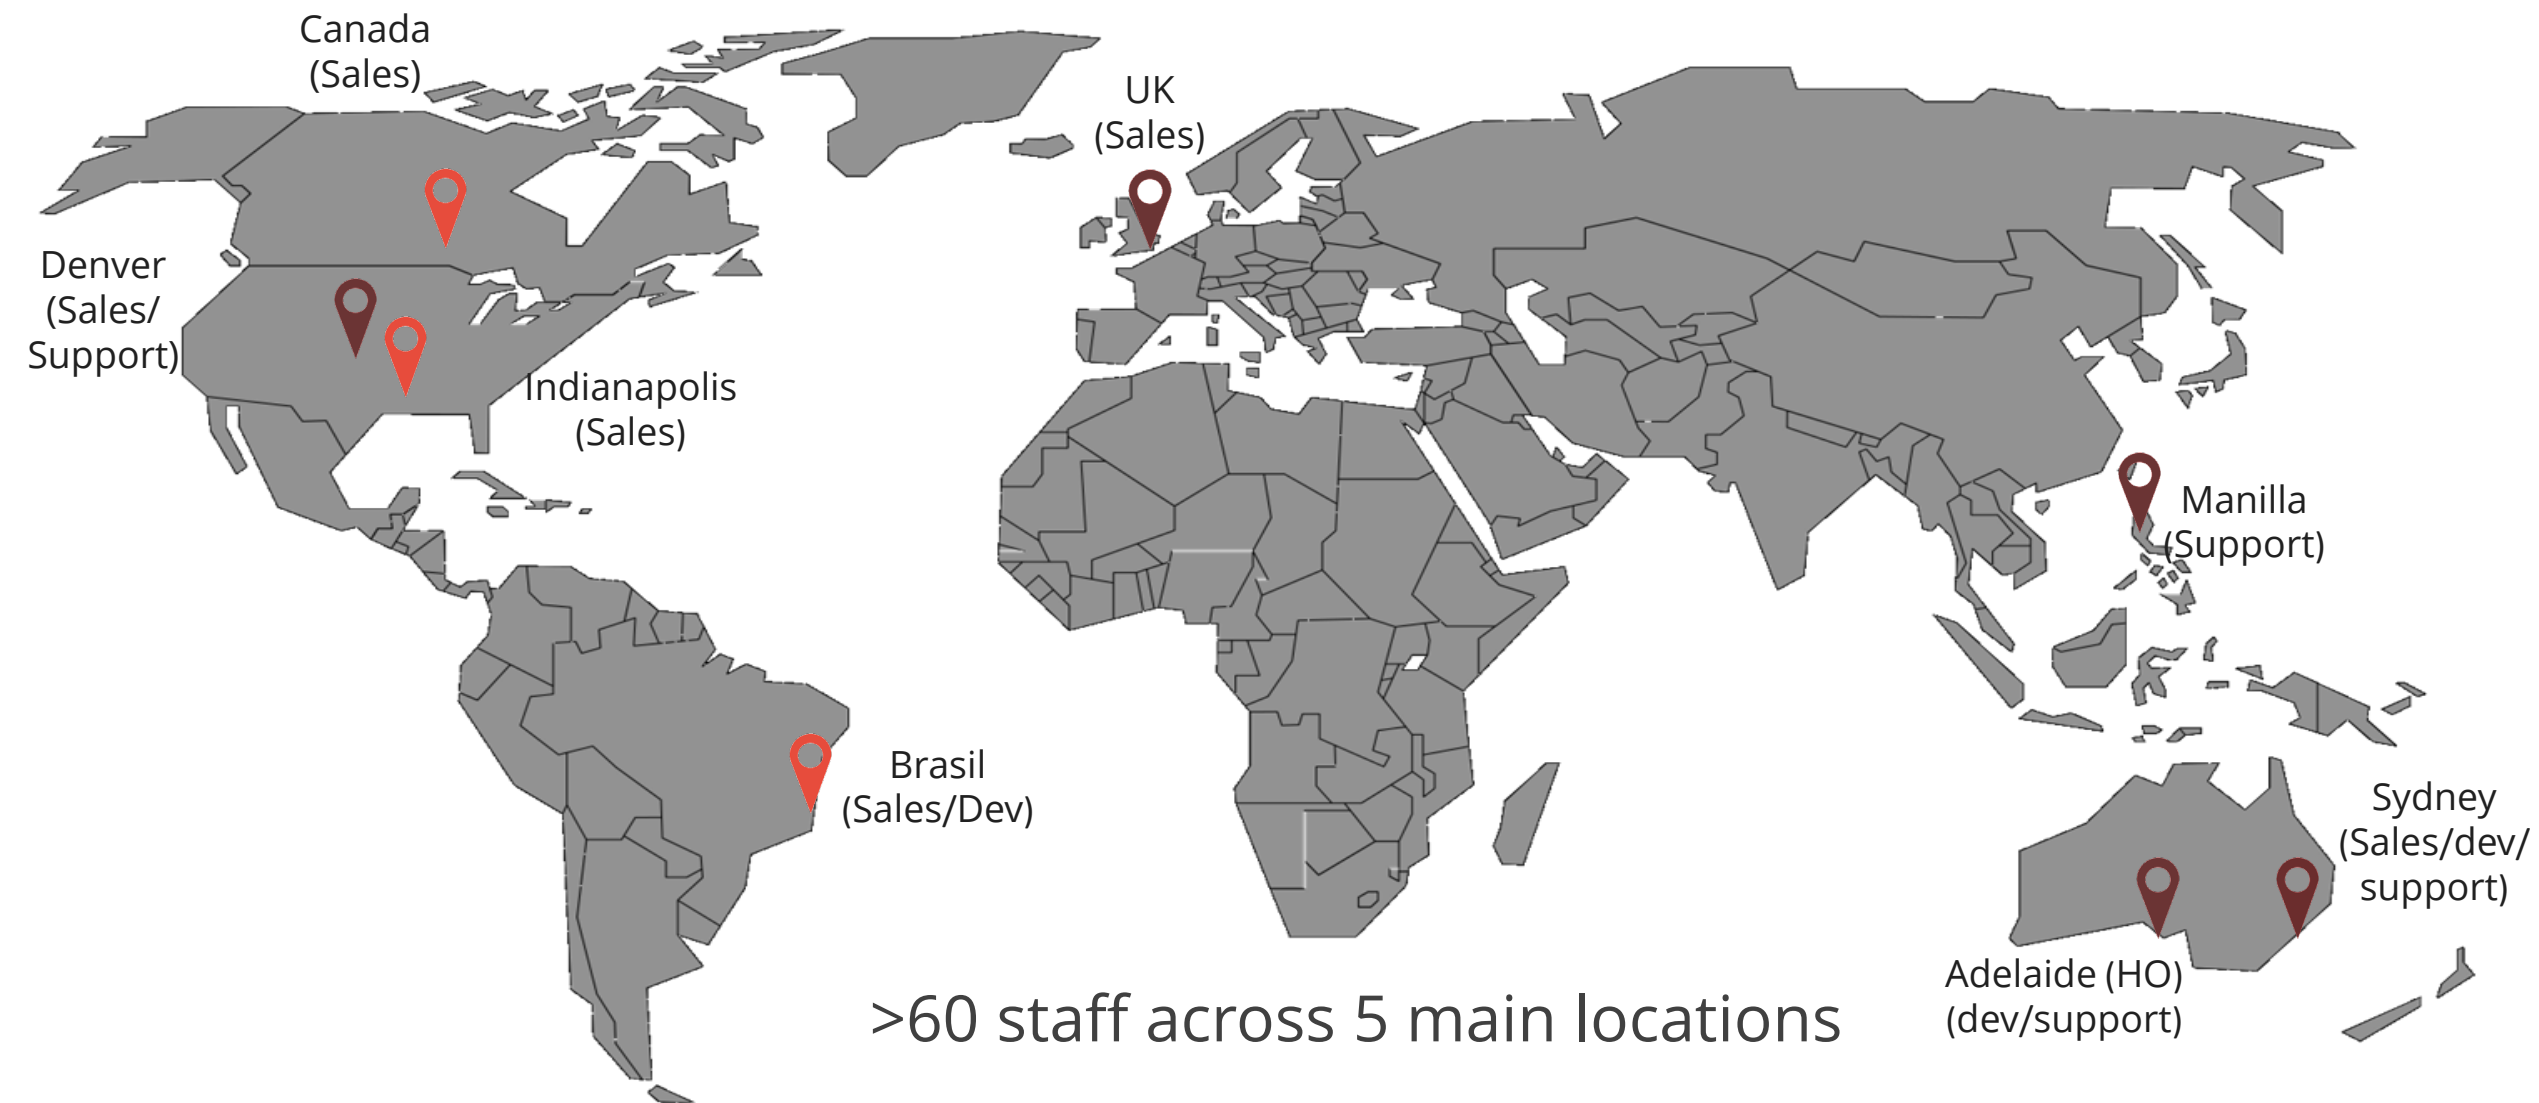 Canada
(Sales)
UK
(Sales)
Denver
(Sales/
Support)
Indianapolis
(Sales)
Manilla
(Support)
Brasil
(Sales/Dev)
Sydney
(Sales/dev/
support)
Adelaide (HO)
(dev/support)
>60 staff across 5 main locations